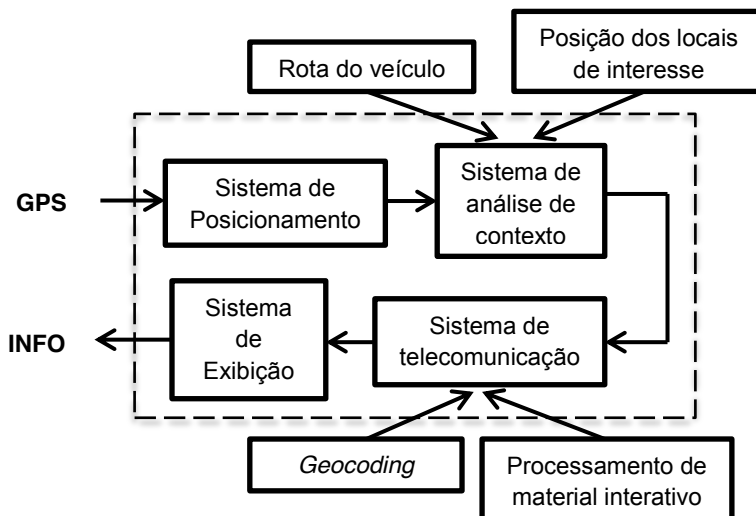 Rota do veículo
Posição dos locais
de interesse
GPS
Sistema de
Posicionamento
Sistema de
análise de
contexto
INFO
Sistema
de
Exibição
Sistema de
telecomunicação
Geocoding
Processamento de
material interativo